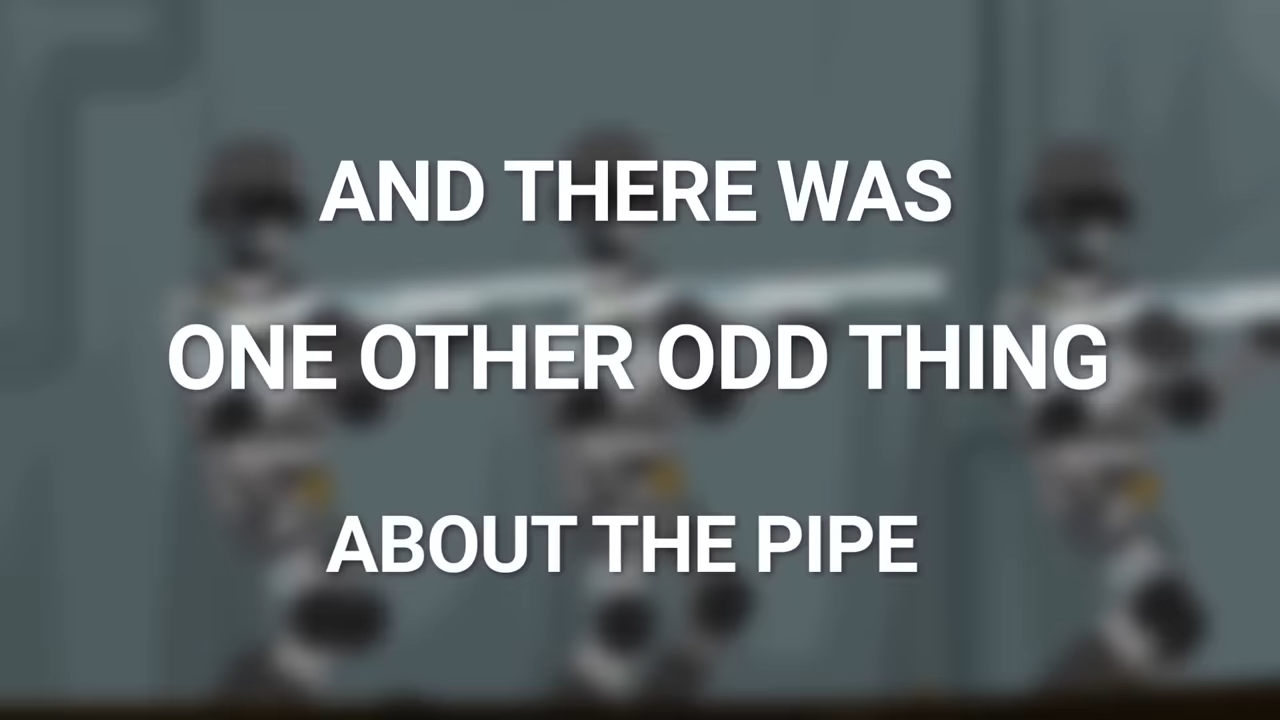 AND THERE WAS
ONE OTHER ODD THING
ABOUT THE PIPE